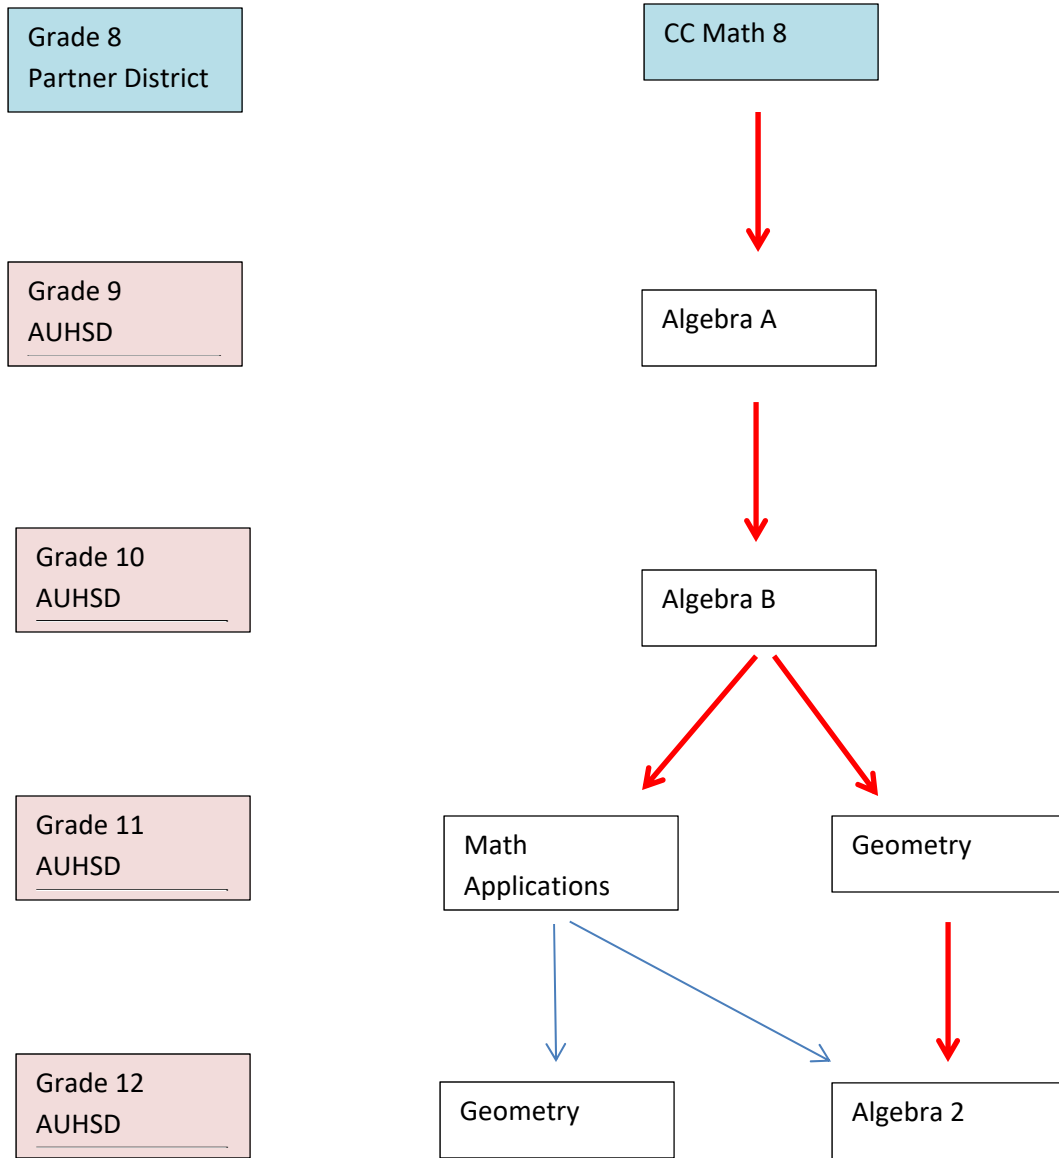 Grade 8
Partner District
CC Math 8
Grade 9
AUHSD
Algebra A
Grade 10
AUHSD
Algebra B
Grade 11
AUHSD
Math
Applications
Geometry
Grade 12
AUHSD
Geometry
Algebra 2